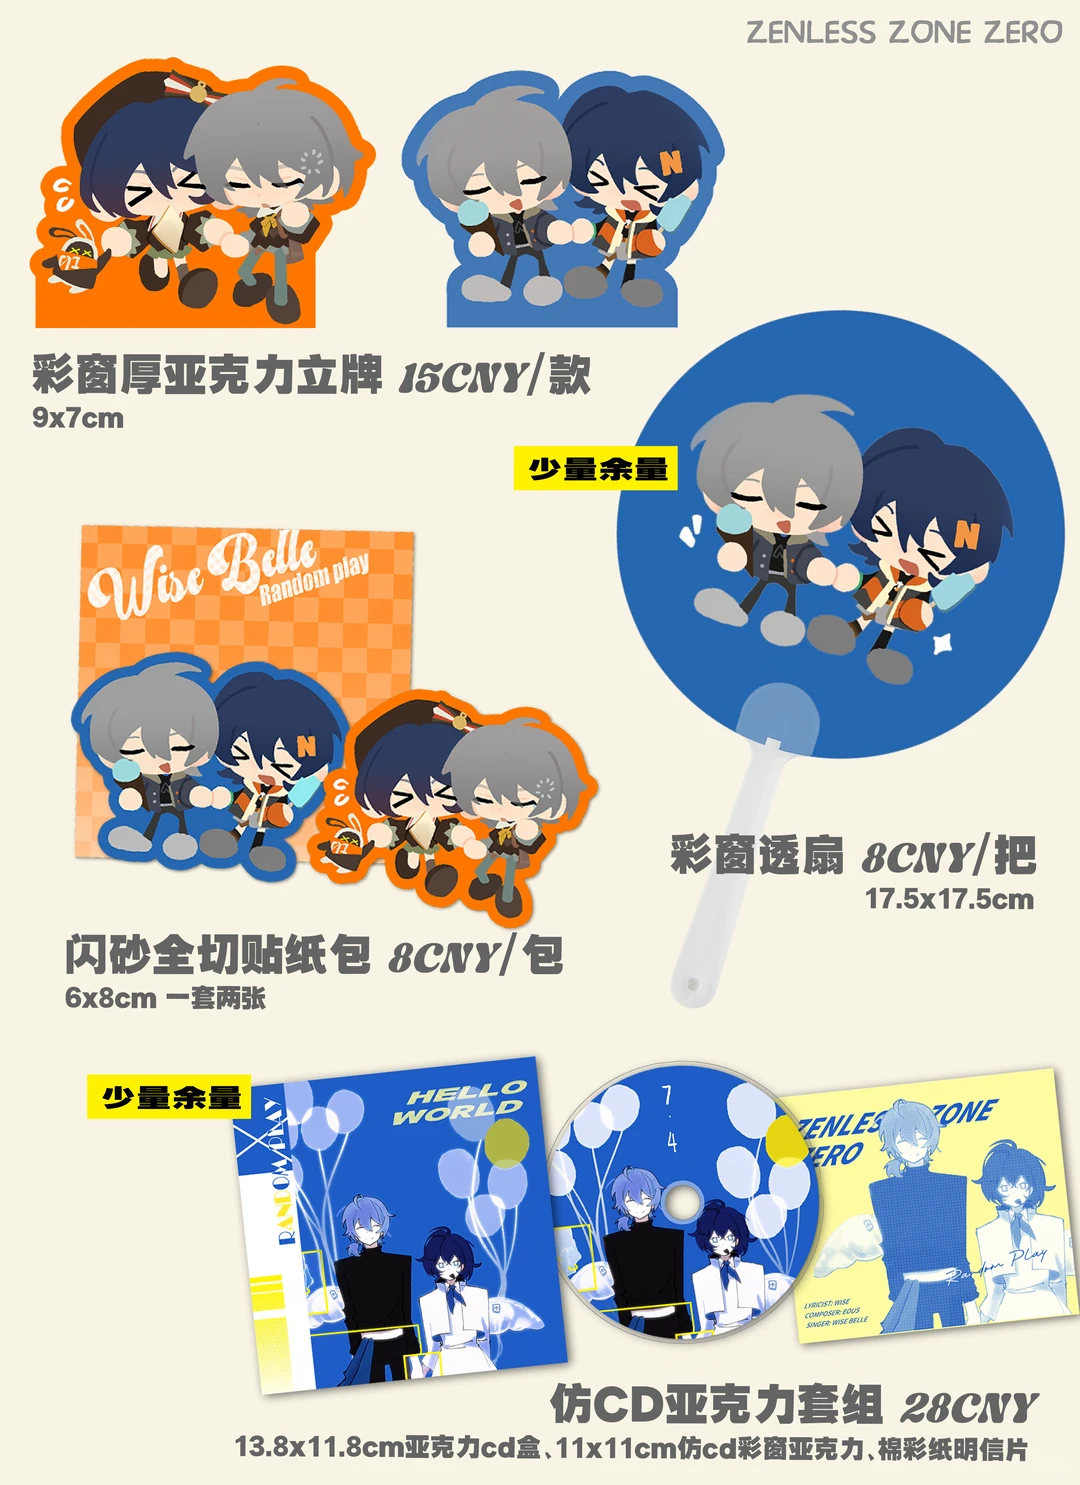 ZENLESS ZONE ZERO
N
彩窗厚亚克力立牌 15CNY/款
9x7cm
少量余量
N
Wise Belle
Random play
N
彩窗透扇 8CNY/把
17.5x17.5cm
闪砂全切贴纸包 8CNY/包
6x8cm 一套两张
少量余量
RANDOM PLAY
HELLO
WORLD
7.4
ZENLESS ZONE
ZERO
Random Play
LYRICIST: WISE
COMPOSER: EOUS
SINGER: WISE BELLE
仿CD亚克力套组 28CNY
13.8x11.8cm亚克力cd盒、11x11cm仿cd彩窗亚克力、棉彩纸明信片